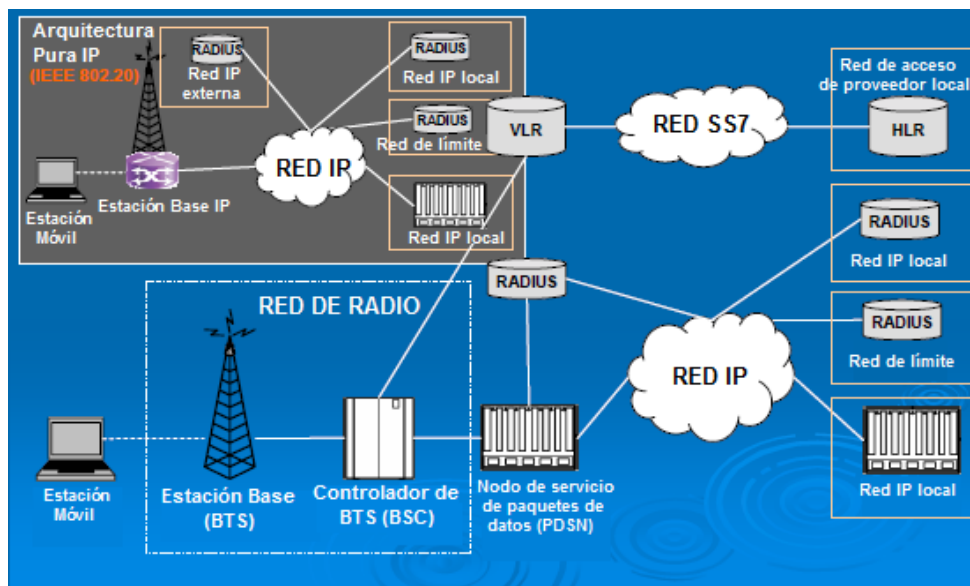 Arquitectura
Pura IP
(IEEE 802.20)
RADIUS
Red IP
externa
RADIUS
Red IP local
RADIUS
Red de límite
RED IP
Red IP local
Estación Base IP
Estación
Móvil
VLR
RED SS7
Red de acceso
de proveedor local
HLR
RADIUS
Red IP local
RADIUS
RADIUS
Red de límite
RED IP
Red IP local
RED DE RADIO
Estación
Móvil
Estación Base
(BTS)
Controlador de
BTS (BSC)
Nodo de servicio
de paquetes de
datos (PDSN)